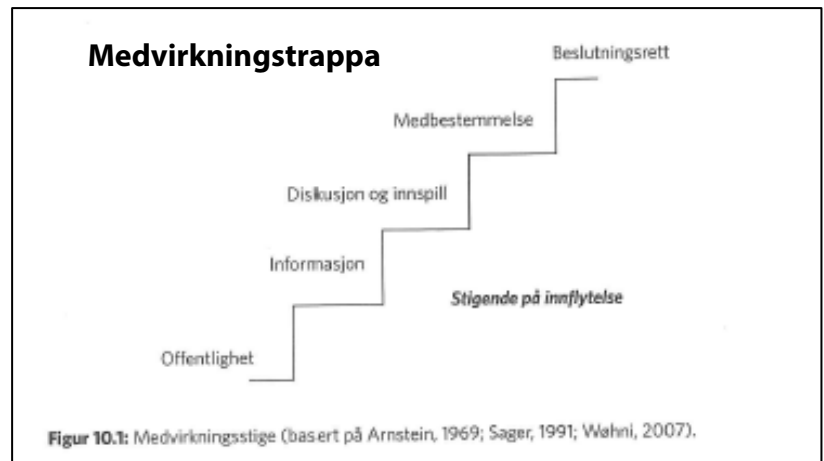 Medvirkningstrappa
Beslutningsrett
Medbestemmelse
Diskusjon og innspill
Informasjon
Stigende på innflytelse
Offentlighet
Figur 10.1: Medvirkningsstige (basert på Arnstein, 1969; Sager, 1991; Wøhni, 2007).